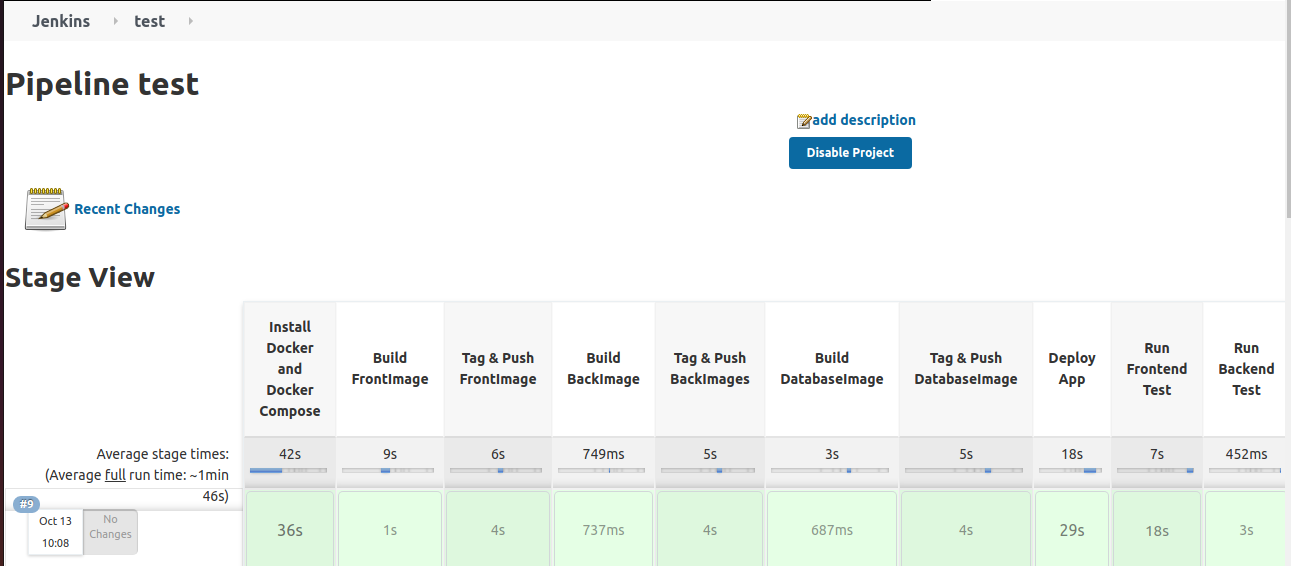 Jenkins test
Pipeline test
add description
Disable Project
Recent Changes
Stage View
Install
Docker
and
Docker
Compose
Build
FrontImage
Tag & Push
FrontImage
Build
BackImage
Tag & Push
BackImages
Build
DatabaseImage
Tag & Push
DatabaseImage
Deploy
App
Run
Frontend
Test
Run
Backend
Test
Average stage times:
(Average full run time: ~1min
46s)
42s 9s 6s 749ms 5s 3s 5s 18s 7s 452ms
#9
Oct 13
10:08
No
Changes
36s 1s 4s 737ms 4s 687ms 4s 29s 18s 3s